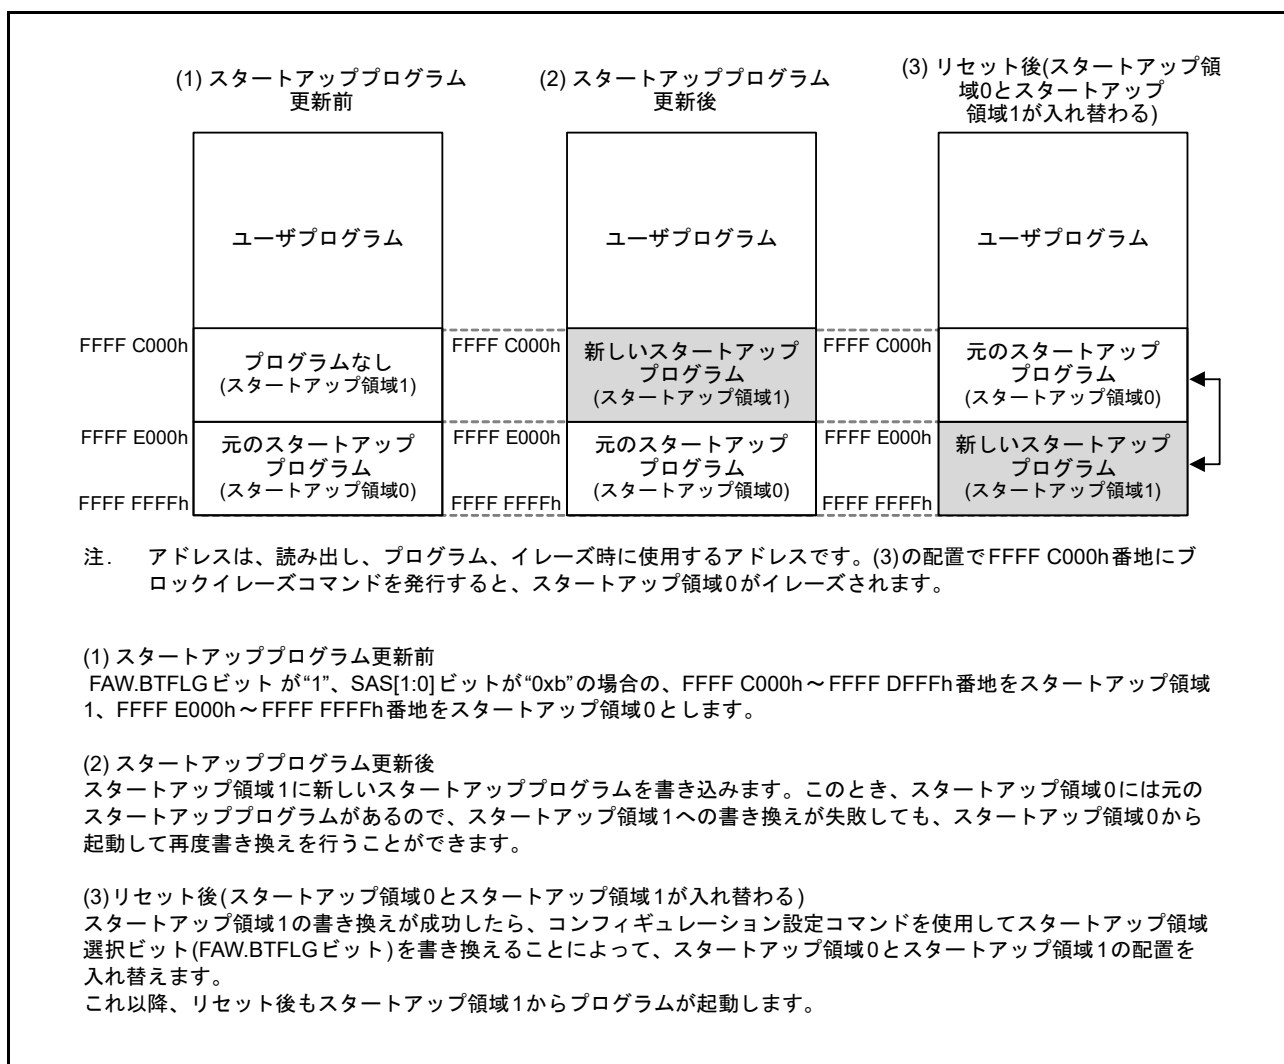 (1) スタートアッププログラム
更新前
(2) スタートアッププログラム
更新後
(3) リセット後(スタートアップ領
域0とスタートアップ
領域1が入れ替わる)
ユーザプログラム
ユーザプログラム
ユーザプログラム
FFFF C000h
プログラムなし
(スタートアップ領域1)
FFFF C000h
新しいスタートアップ
プログラム
(スタートアップ領域1)
FFFF C000h
元のスタートアップ
プログラム
(スタートアップ領域0)
FFFF E000h
元のスタートアップ
プログラム
(スタートアップ領域0)
FFFF E000h
元のスタートアップ
プログラム
(スタートアップ領域0)
FFFF E000h
新しいスタートアップ
プログラム
(スタートアップ領域1)
FFFF FFFFh
FFFF FFFFh
FFFF FFFFh
注. アドレスは、読み出し、プログラム、イレーズ時に使用するアドレスです。(3)の配置でFFFF C000h番地にブ
ロックイレーズコマンドを発行すると、スタートアップ領域0がイレーズされます。
(1) スタートアッププログラム更新前
FAW.BTFLGビット が“1”、SAS[1:0]ビットが“0xb”の場合の、FFFF C000h～FFFF DFFFh番地をスタートアップ領域
1、FFFF E000h～FFFF FFFFh番地をスタートアップ領域0とします。
(2) スタートアッププログラム更新後
スタートアップ領域1に新しいスタートアッププログラムを書き込みます。このとき、スタートアップ領域0には元の
スタートアッププログラムがあるので、スタートアップ領域1への書き換えが失敗しても、スタートアップ領域0から
起動して再度書き換えを行うことができます。
(3)リセット後(スタートアップ領域0とスタートアップ領域1が入れ替わる)
スタートアップ領域1の書き換えが成功したら、コンフィギュレーション設定コマンドを使用してスタートアップ領域
選択ビット(FAW.BTFLGビット)を書き換えることによって、スタートアップ領域0とスタートアップ領域1の配置を
入れ替えます。
これ以降、リセット後もスタートアップ領域1からプログラムが起動します。